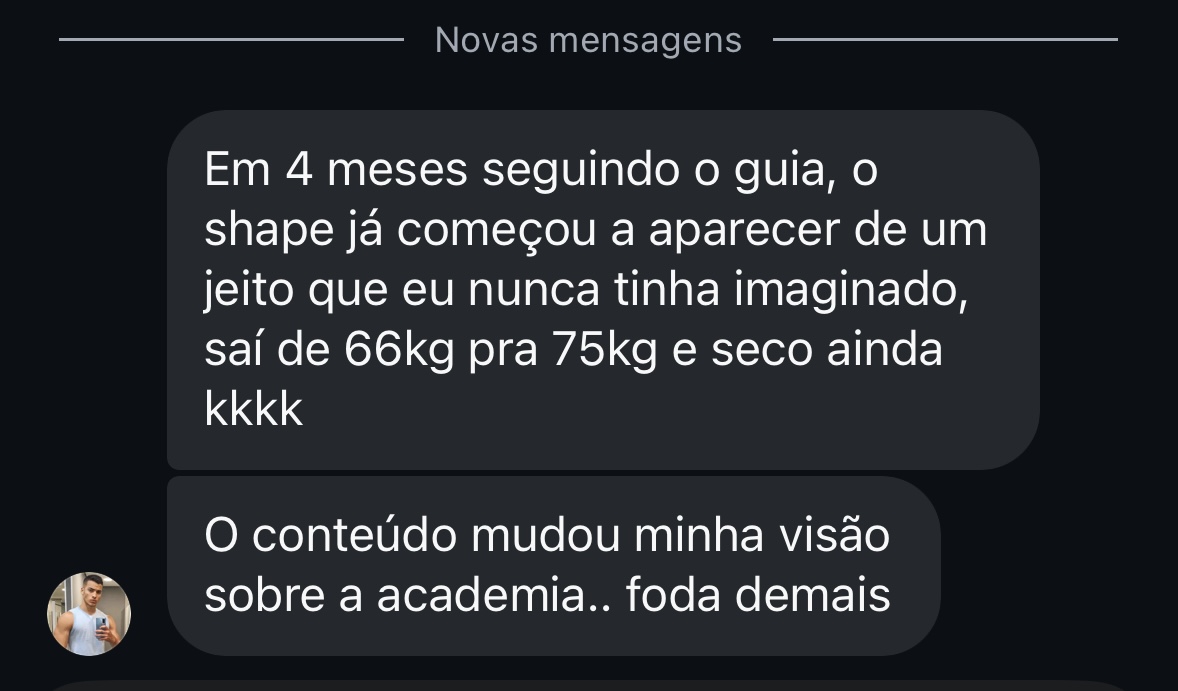 Novas mensagens
Em 4 meses seguindo o guia, o
shape já começou a aparecer de um
jeito que eu nunca tinha imaginado,
saí de 66kg pra 75kg e seco ainda
kkkk
O conteúdo mudou minha visão
sobre a academia.. foda demais